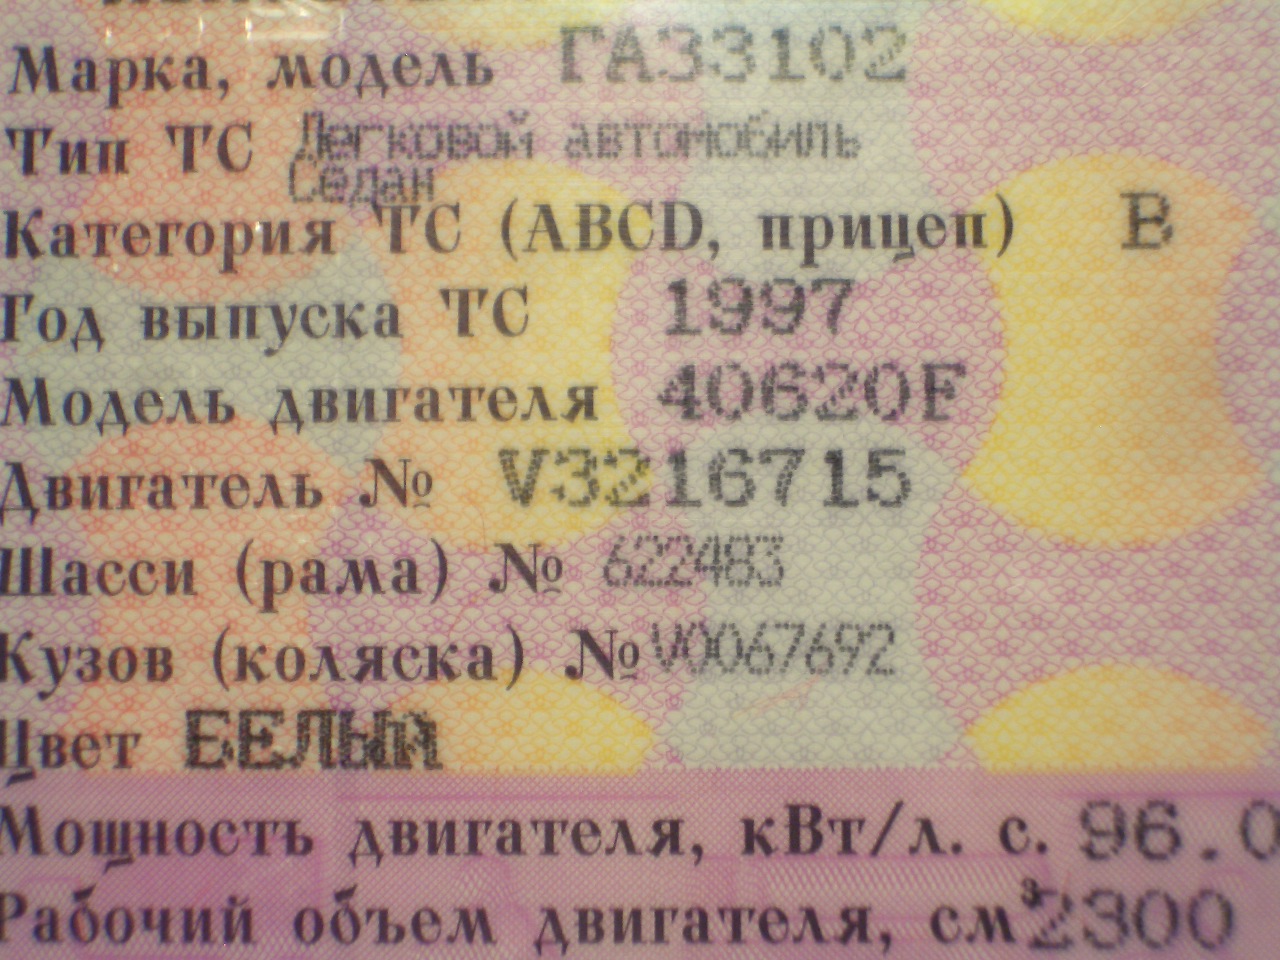 Марка, модель ГАЗ3102
Тип ТС Легковой автомобиль
Седан
Категория ТС (ABCD, прицеп) B
Год выпуска ТС 1997
Модель двигателя 40620F
Двигатель № V3216715
Шасси (рама) № 622483
Кузов (коляска) № V0067692
Цвет БЕЛЫЙ
Мощность двигателя, кВт/л. с. 96.0
Рабочий объем двигателя, см³ 2300